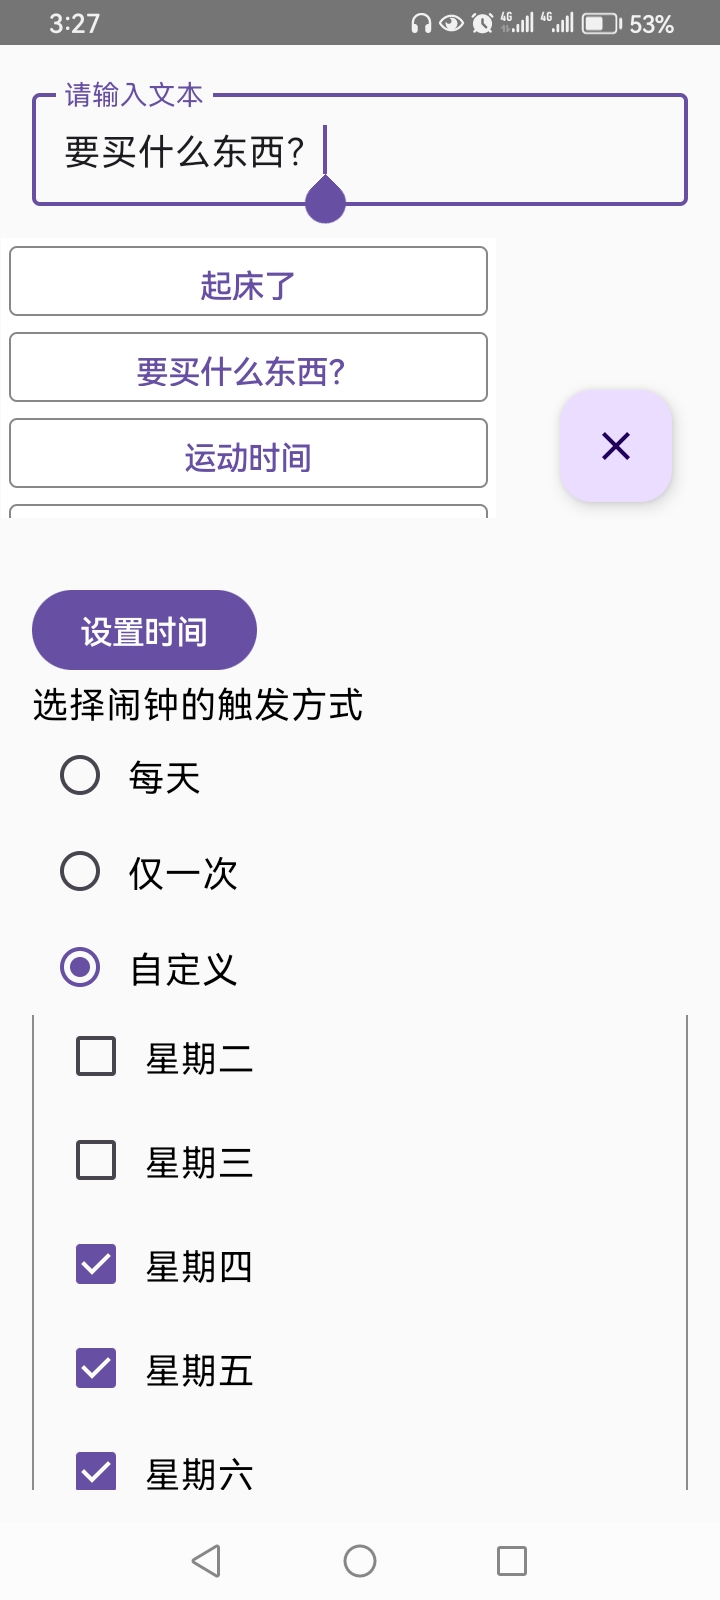 3:27 4G 4G 53%
请输入文本
要买什么东西?
起床了
要买什么东西?
运动时间
设置时间
选择闹钟的触发方式
每天
仅一次
自定义
星期二
星期三
星期四
星期五
星期六